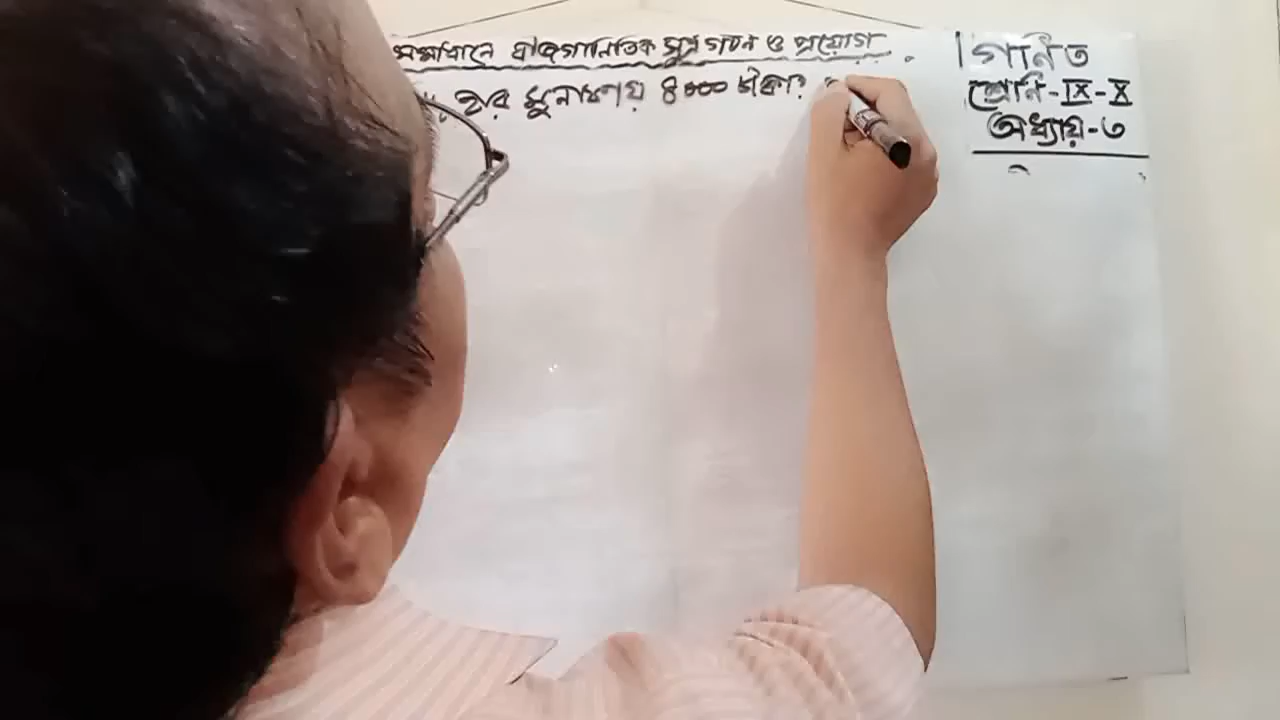 সমাধানে বীজগাণিতিক সূত্র গঠন ও প্রয়োগ
হার মুনাফায় ৪০০০ টাকার
গণিত
শ্রেণি-IX-X
অধ্যায়-৩